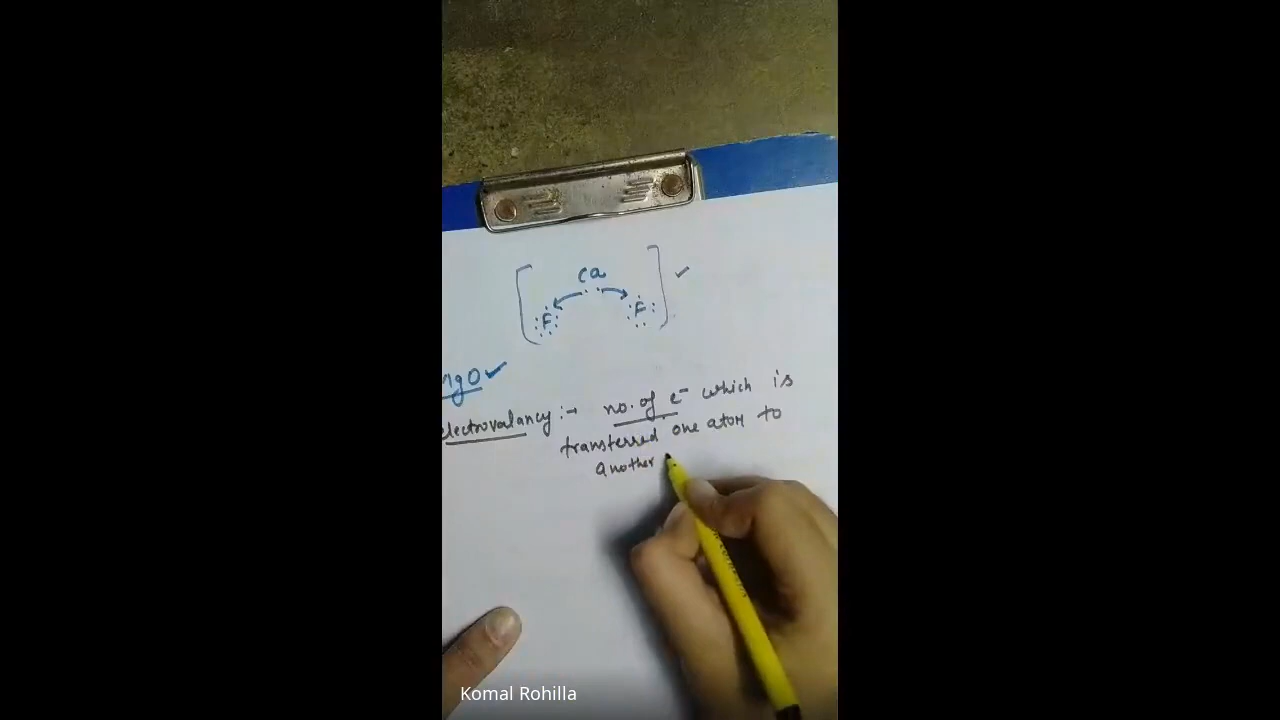 Ca
F F
MgO
electrovalancy :→ no. of e⁻ which is
transferred one atom to
another
Komal Rohilla